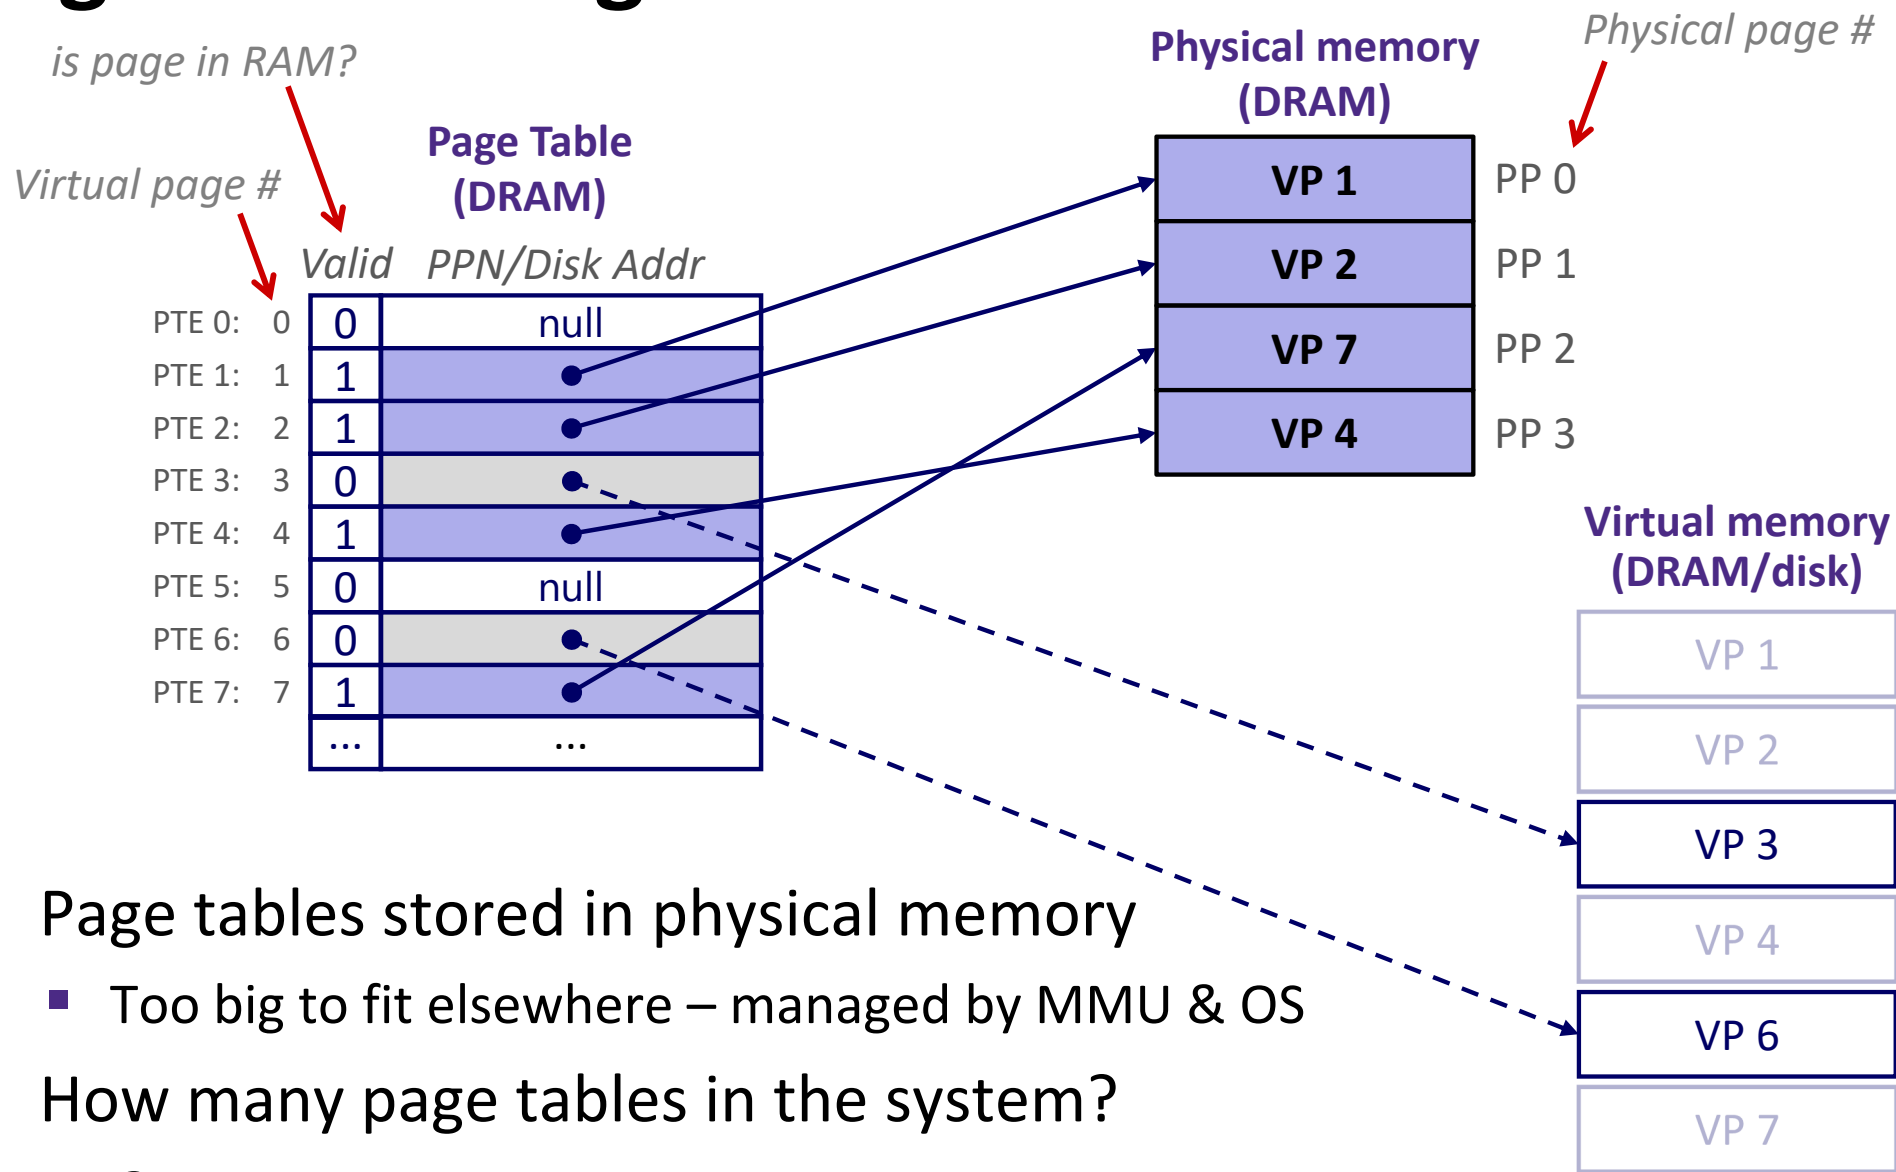 is page in RAM?
Virtual page #
Page Table
(DRAM)
Valid PPN/Disk Addr
PTE 0: 0 0 null
PTE 1: 1 1
PTE 2: 2 1
PTE 3: 3 0
PTE 4: 4 1
PTE 5: 5 0 null
PTE 6: 6 0
PTE 7: 7 1
... ...
Physical memory
(DRAM)
Physical page #
VP 1 PP 0
VP 2 PP 1
VP 7 PP 2
VP 4 PP 3
Virtual memory
(DRAM/disk)
VP 1
VP 2
VP 3
VP 4
VP 6
VP 7
Page tables stored in physical memory
▪ Too big to fit elsewhere – managed by MMU & OS
How many page tables in the system?